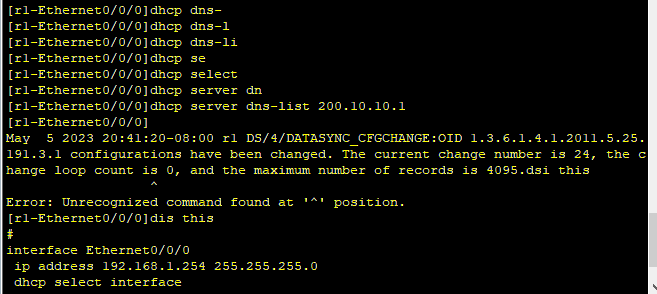 [r1-Ethernet0/0/0]dhcp dns-
[r1-Ethernet0/0/0]dhcp dns-l
[r1-Ethernet0/0/0]dhcp dns-li
[r1-Ethernet0/0/0]dhcp se
[r1-Ethernet0/0/0]dhcp select
[r1-Ethernet0/0/0]dhcp server dn
[r1-Ethernet0/0/0]dhcp server dns-list 200.10.10.1
[r1-Ethernet0/0/0]
May  5 2023 20:41:20-08:00 r1 DS/4/DATASYNC_CFGCHANGE:OID 1.3.6.1.4.1.2011.5.25.
191.3.1 configurations have been changed. The current change number is 24, the c
hange loop count is 0, and the maximum number of records is 4095.dsi this
^
Error: Unrecognized command found at '^' position.
[r1-Ethernet0/0/0]dis this
#
interface Ethernet0/0/0
ip address 192.168.1.254 255.255.255.0
dhcp select interface